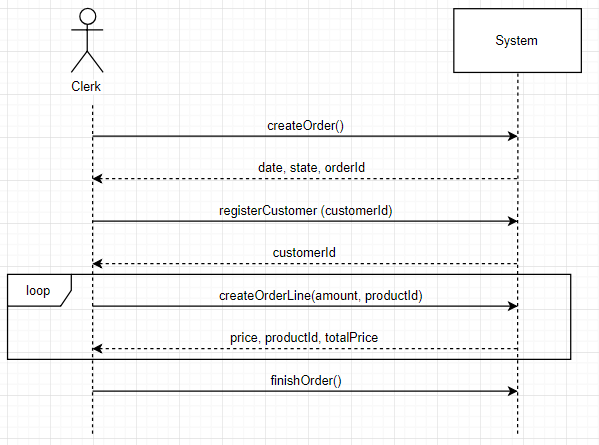 System
Clerk
createOrder()
date, state, orderId
registerCustomer (customerId)
customerId
loop
createOrderLine(amount, productId)
price, productId, totalPrice
finishOrder()